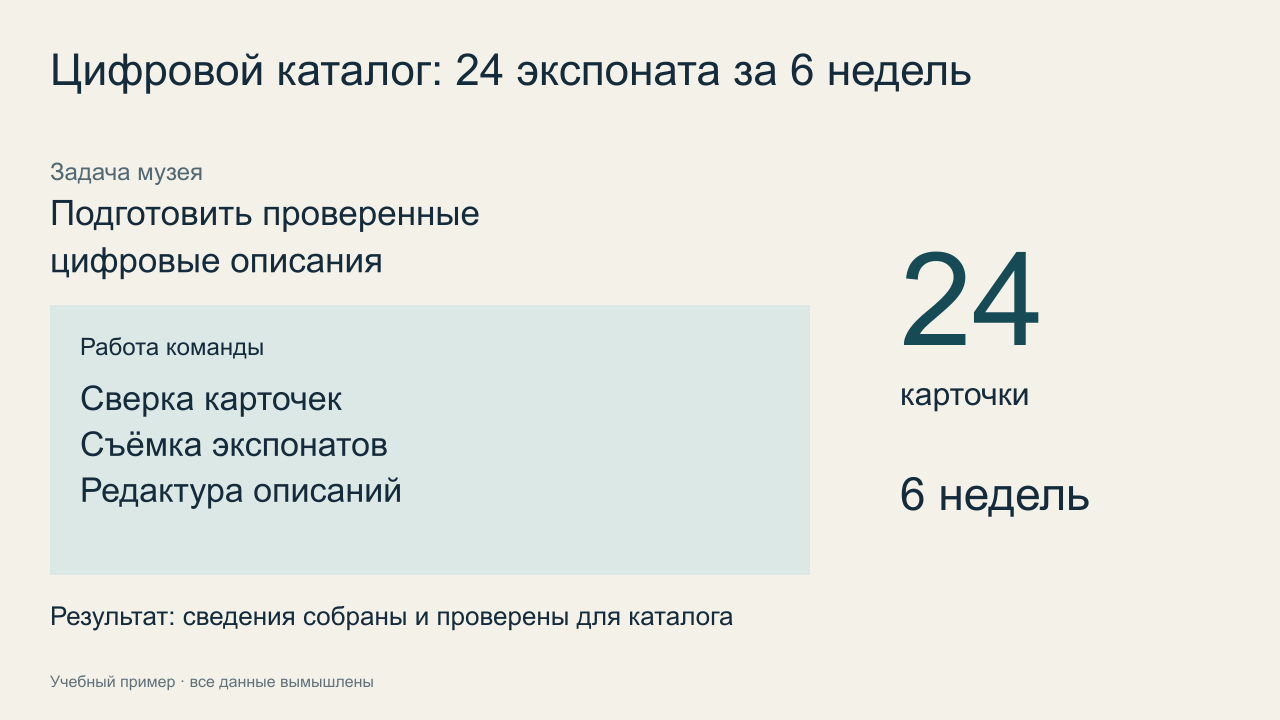 Цифровой каталог: 24 экспоната за 6 недель
Задача музея
Подготовить проверенные
цифровые описания
Работа команды
Сверка карточек
Съёмка экспонатов
Редактура описаний
24
карточки
6 недель
Результат: сведения собраны и проверены для каталога
Учебный пример · все данные вымышлены